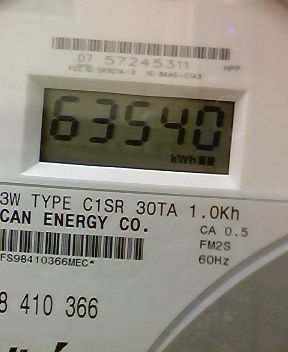 07 57245311
HPP
63540
kWh
3W TYPE C1SR 30TA 1.0Kh
CAN ENERGY CO.
CA 0.5
FM2S
60Hz
FS98410366MEC*
8 410 366